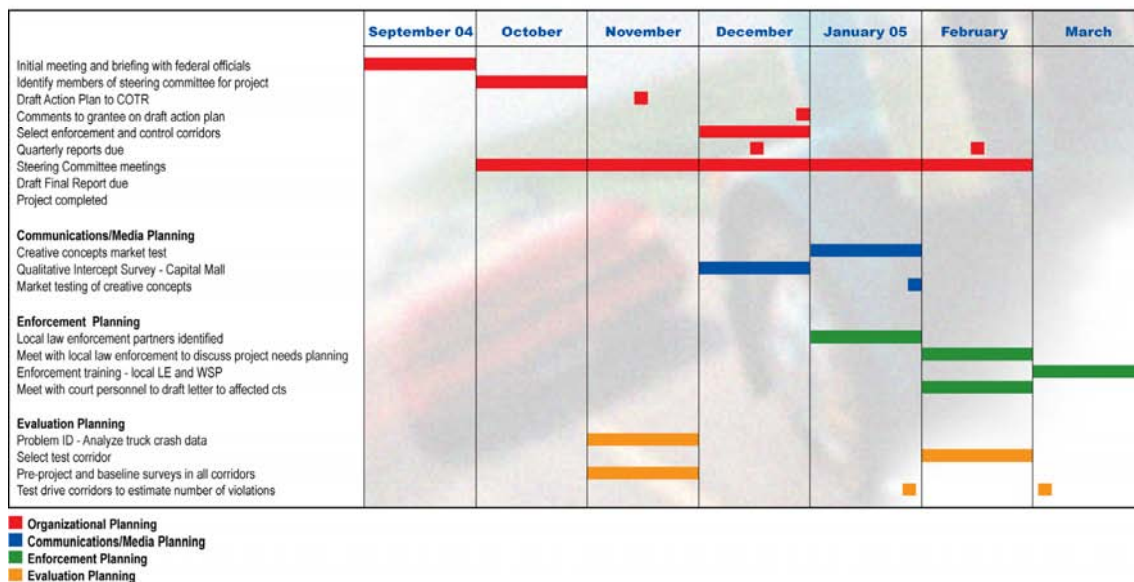 September 04 October November December January 05 February March
Initial meeting and briefing with federal officials
Identify members of steering committee for project
Draft Action Plan to COTR
Comments to grantee on draft action plan
Select enforcement and control corridors
Quarterly reports due
Steering Committee meetings
Draft Final Report due
Project completed
Communications/Media Planning
Creative concepts market test
Qualitative Intercept Survey - Capital Mall
Market testing of creative concepts
Enforcement Planning
Local law enforcement partners identified
Meet with local law enforcement to discuss project needs planning
Enforcement training - local LE and WSP
Meet with court personnel to draft letter to affected cts
Evaluation Planning
Problem ID - Analyze truck crash data
Select test corridor
Pre-project and baseline surveys in all corridors
Test drive corridors to estimate number of violations
Organizational Planning
Communications/Media Planning
Enforcement Planning
Evaluation Planning